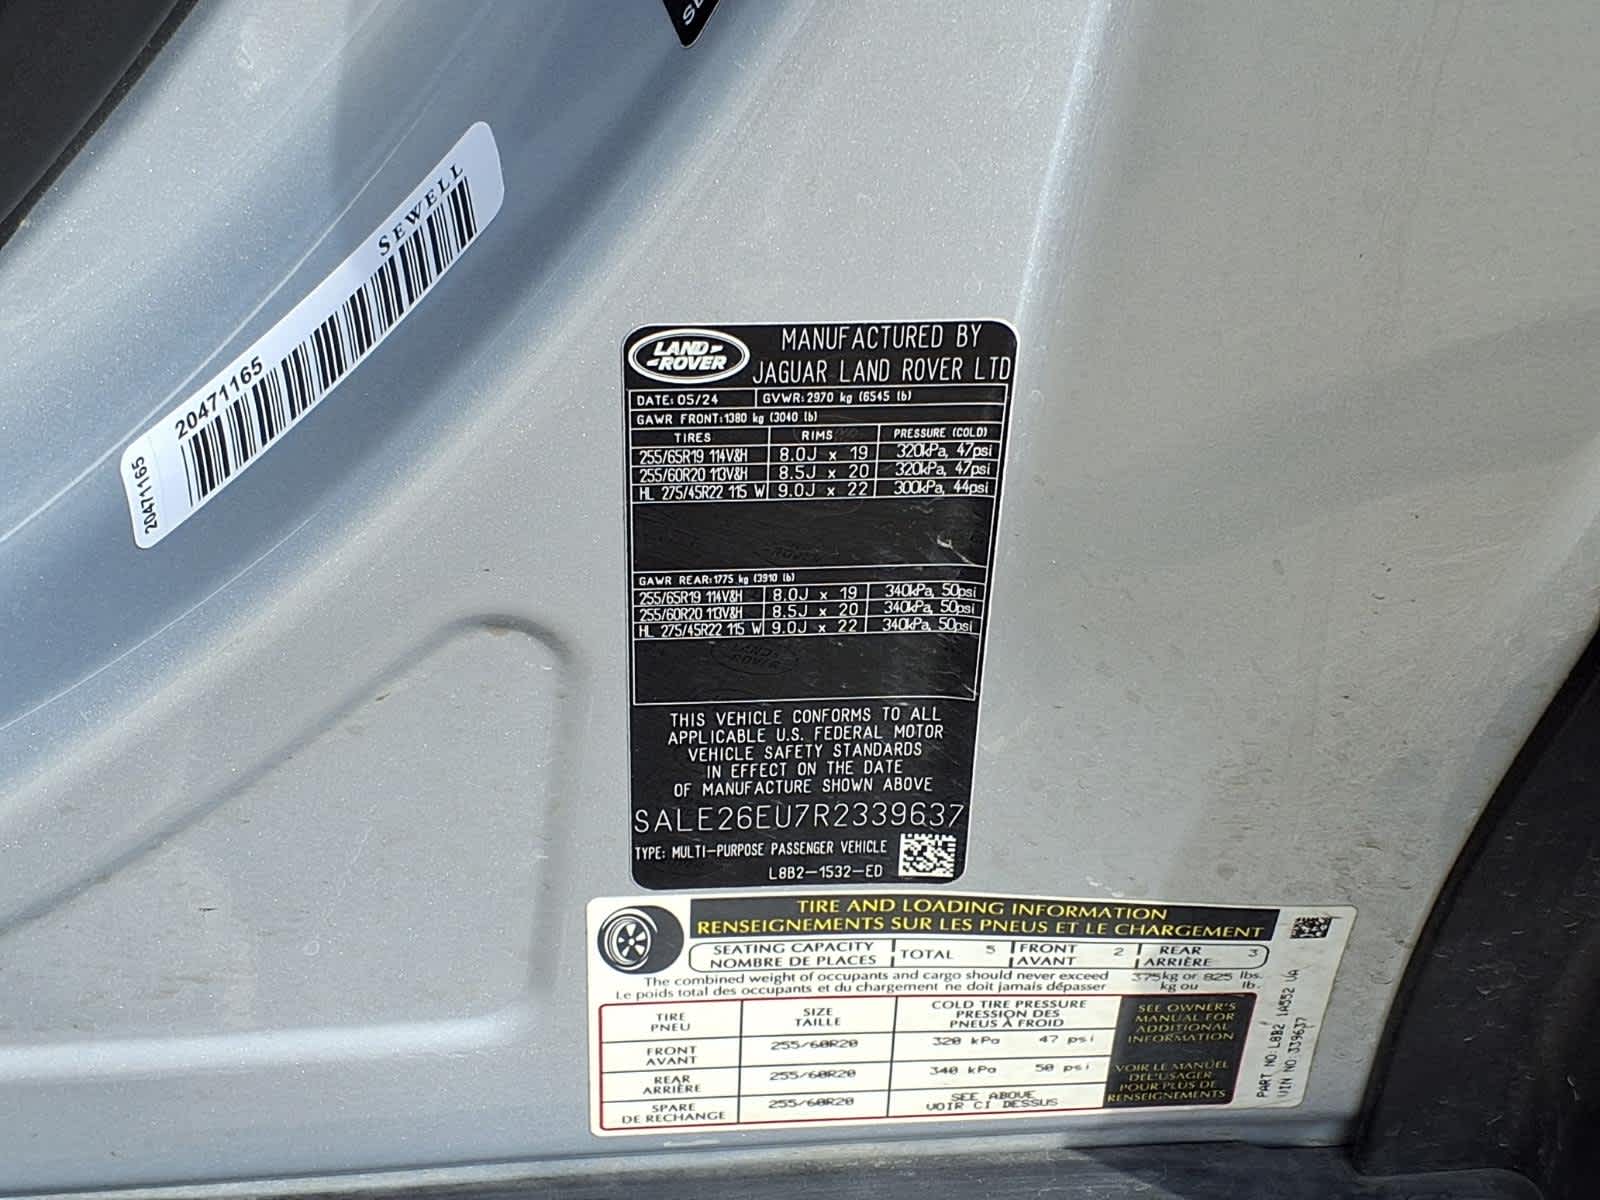 SEWELL
20471165
20471165
LAND-
-ROVER
MANUFACTURED BY
JAGUAR LAND ROVER LTD
DATE: 05/24 GVWR: 2970 kg (6545 lb)
GAWR FRONT: 1380 kg (3040 lb)
TIRES RIMS PRESSURE (COLD)
255/65R19 114V&H 8.0J x 19 320kPa, 47psi
255/60R20 113V&H 8.5J x 20 320kPa, 47psi
HL 275/45R22 115 W 9.0J x 22 300kPa, 44psi
GAWR REAR: 1775 kg (3910 lb)
255/65R19 114V&H 8.0J x 19 340kPa, 50psi
255/60R20 113V&H 8.5J x 20 340kPa, 50psi
HL 275/45R22 115 W 9.0J x 22 340kPa, 50psi
THIS VEHICLE CONFORMS TO ALL
APPLICABLE U.S. FEDERAL MOTOR
VEHICLE SAFETY STANDARDS
IN EFFECT ON THE DATE
OF MANUFACTURE SHOWN ABOVE
SALE26EU7R2339637
TYPE: MULTI-PURPOSE PASSENGER VEHICLE
L8B2-1532-ED
TIRE AND LOADING INFORMATION
RENSEIGNEMENTS SUR LES PNEUS ET LE CHARGEMENT
SEATING CAPACITY
NOMBRE DE PLACES
TOTAL 5
FRONT
AVANT
2
REAR
ARRIÈRE
3
The combined weight of occupants and cargo should never exceed 375kg or 825 lbs.
Le poids total des occupants et du chargement ne doit jamais dépasser kg ou lb.
TIRE
PNEU
SIZE
TAILLE
COLD TIRE PRESSURE
PRESSION DES
PNEUS À FROID
FRONT
AVANT
255/60R20
320 kPa 47 psi
REAR
ARRIÈRE
255/60R20
340 kPa 50 psi
SPARE
DE RECHANGE
255/60R20
SEE ABOVE
VOIR CI DESSUS
SEE OWNER'S
MANUAL FOR
ADDITIONAL
INFORMATION
VOIR LE MANUEL
DE L'USAGER
POUR PLUS DE
RENSEIGNEMENTS
PART NO. L8B2 1A552 UA
VIN NO. 339637